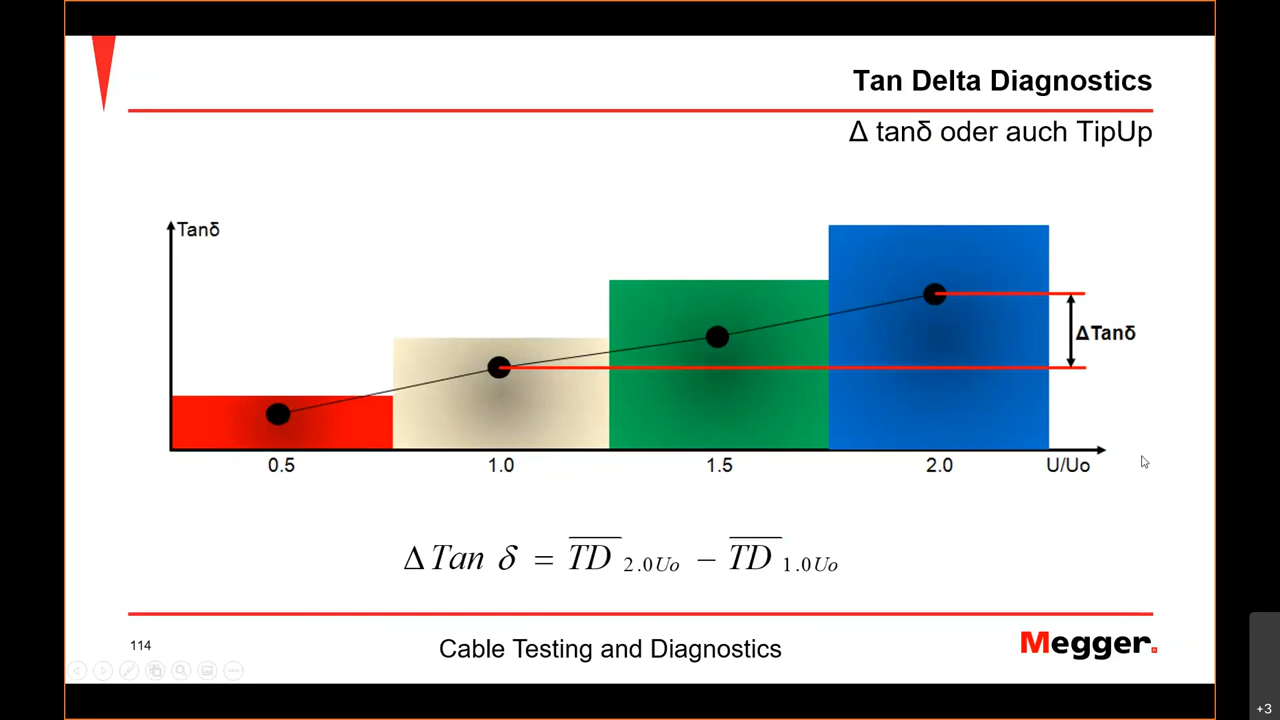 Tan Delta Diagnostics
Δ tanδ oder auch TipUp
Tanδ
ΔTanδ
0.5 1.0 1.5 2.0 U/Uo
Δ Tan δ = TD 2.0Uo − TD 1.0Uo
114
Cable Testing and Diagnostics
Megger.
+3